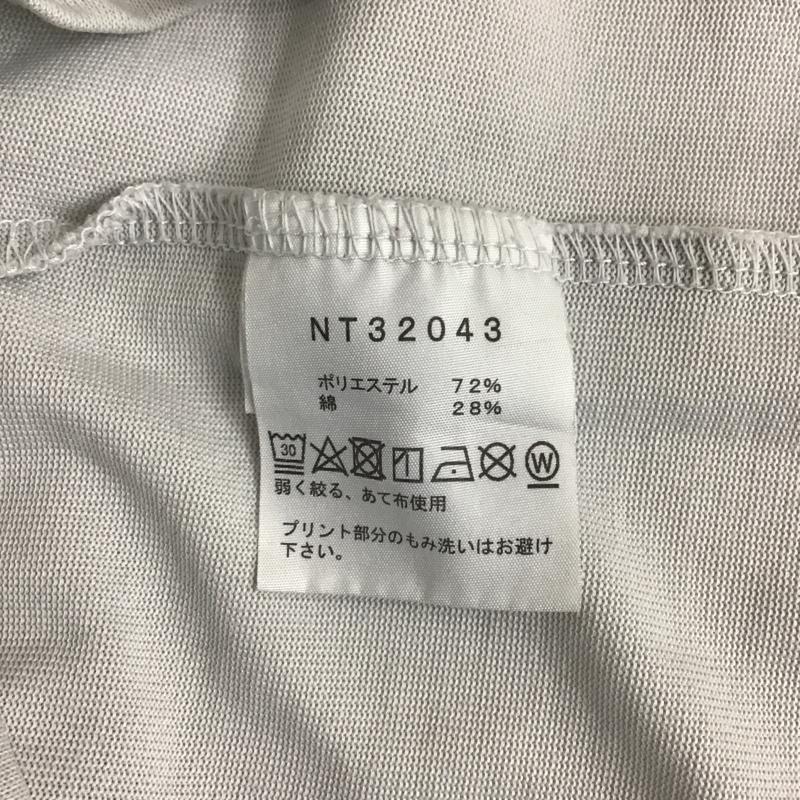 NT32043
ポリエステル 72%
綿 28%
30 W
弱く絞る、あて布使用
プリント部分のもみ洗いはお避け
下さい。